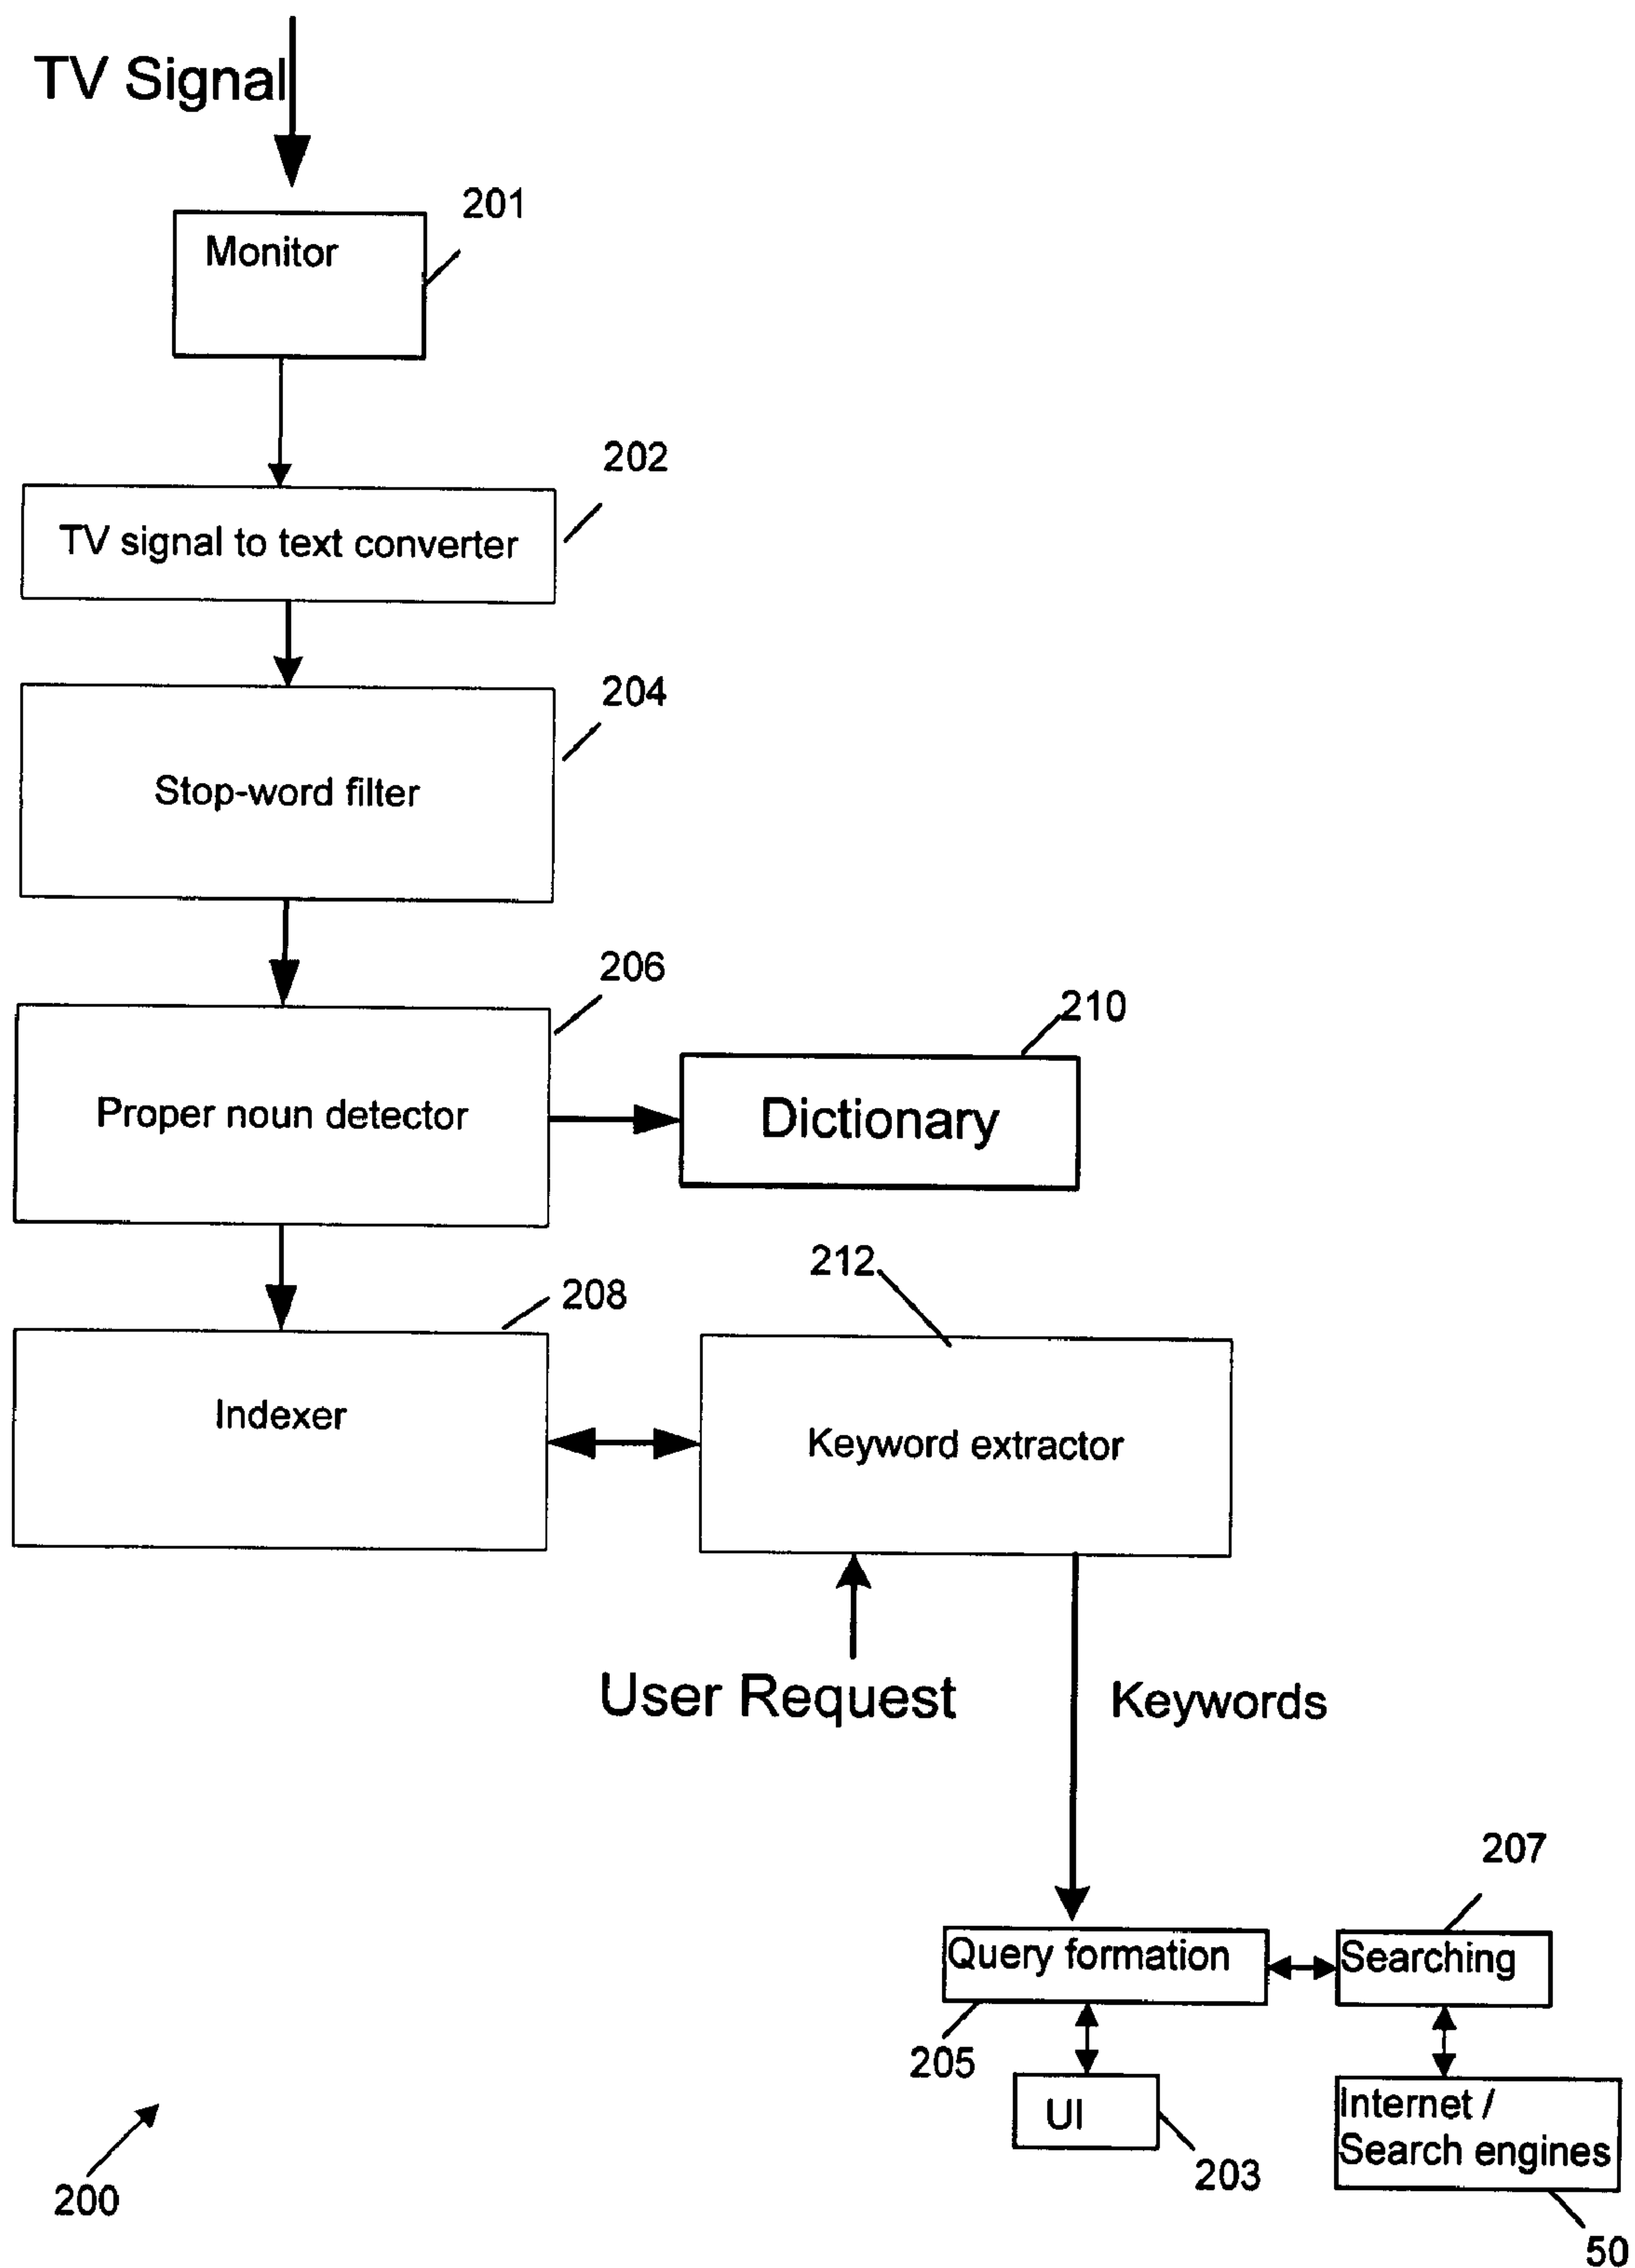 TV Signal
201
Monitor
202
TV signal to text converter
204
Stop-word filter
206
210
Proper noun detector
Dictionary
212
208
Indexer
Keyword extractor
User Request
Keywords
207
Query formation
Searching
205
UI
Internet /
Search engines
203
200
50